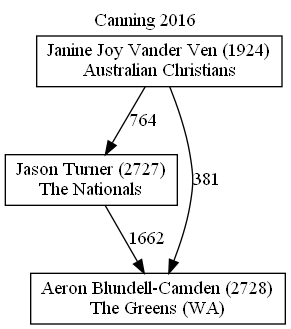 Canning 2016
Janine Joy Vander Ven (1924)
Australian Christians
764
381
Jason Turner (2727)
The Nationals
1662
Aeron Blundell-Camden (2728)
The Greens (WA)